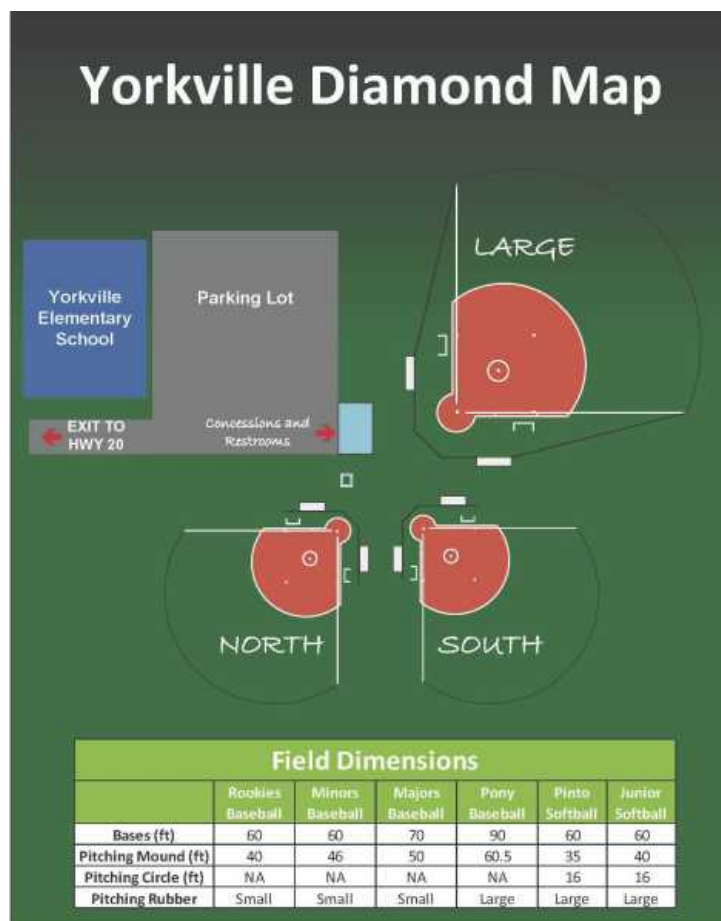 Yorkville Diamond Map
LARGE
Yorkville
Elementary
School
Parking Lot
EXIT TO
HWY 20
Concessions and
Restrooms
NORTH
SOUTH
Field Dimensions
Rookies Baseball Minors Baseball Majors Baseball Pony Baseball Pinto Softball Junior Softball
Bases (ft) 60 60 70 90 60 60
Pitching Mound (ft) 40 46 50 60.5 35 40
Pitching Circle (ft) NA NA NA NA 16 16
Pitching Rubber Small Small Small Large Large Large